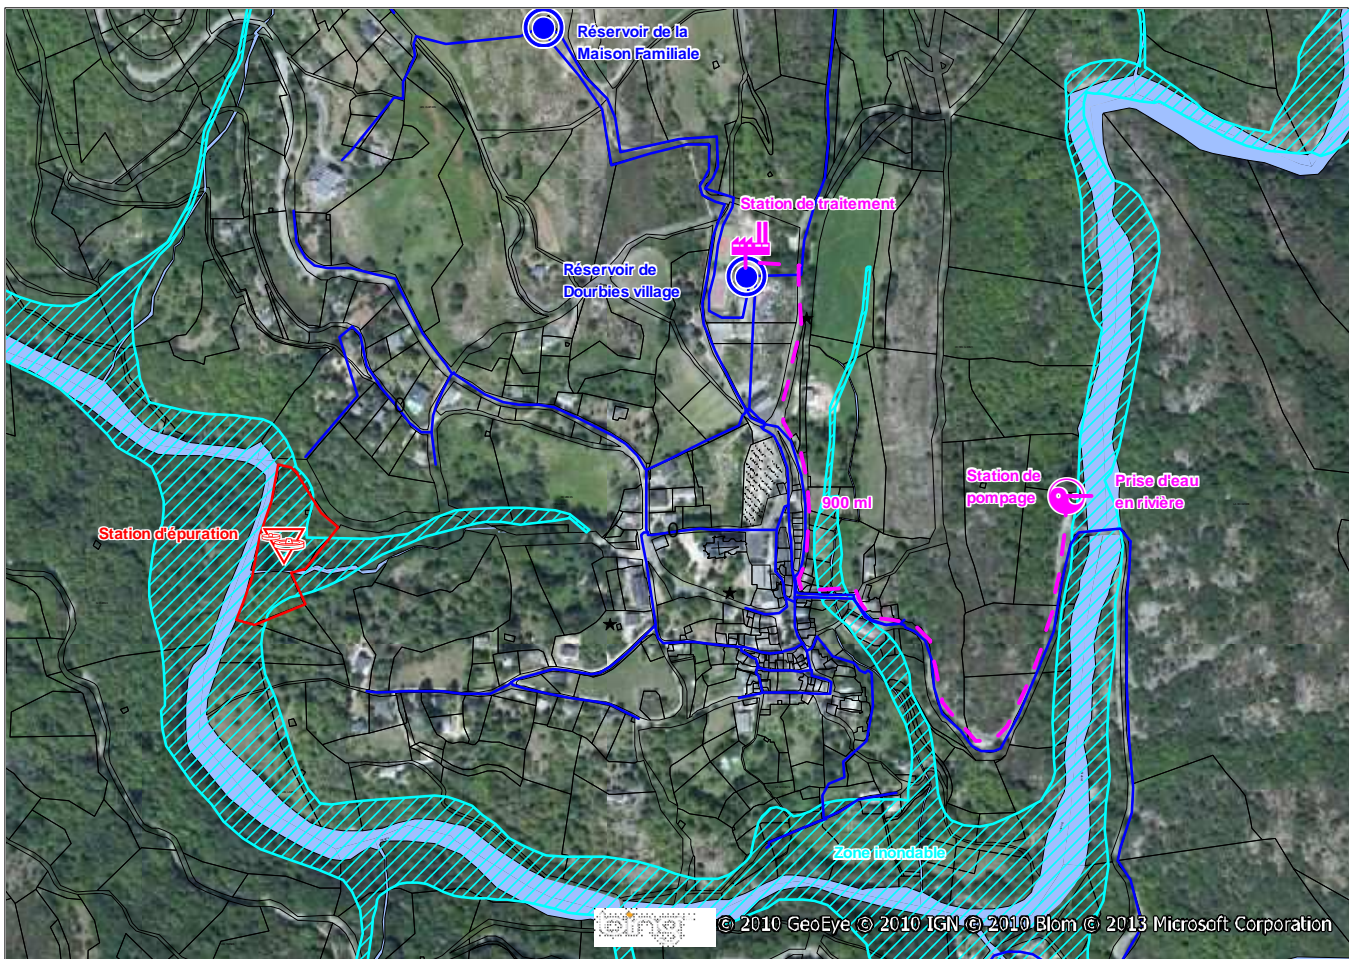 Réservoir de la
Maison Familiale
Station de traitement
Réservoir de
Dourbies village
Station de
pompage
Prise d'eau
en rivière
900 ml
Station d'épuration
Zone inondable
bing
© 2010 GeoEye © 2010 IGN © 2010 Blom © 2013 Microsoft Corporation